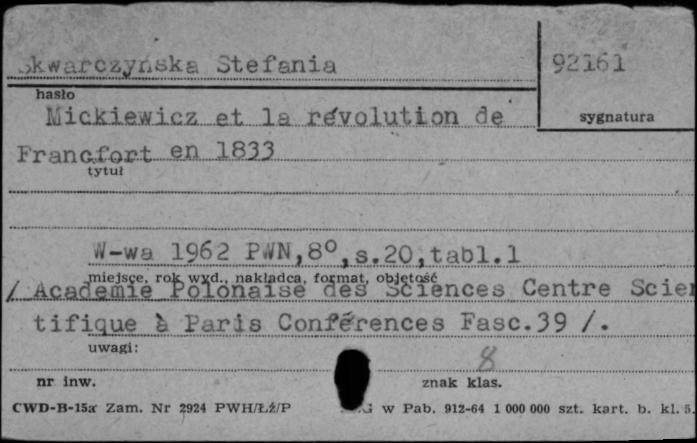 Skwarczyńska Stefania
92161
hasło
sygnatura
Mickiewicz et la révolution de
Francfort en 1833
tytuł
W-wa 1962 PWN,8°,s.20,tabl.1
miejsce, rok wyd., nakładca, format, objętość
/ Academie Polonaise des Sciences Centre Scien
tifique à Paris Conférences Fasc.39 /.
uwagi:
8
nr inw.
znak klas.
CWD-B-15a Zam. Nr 2924 PWH/Łź/P
w Pab. 912-64 1 000 000 szt. kart. b. kl. 5.